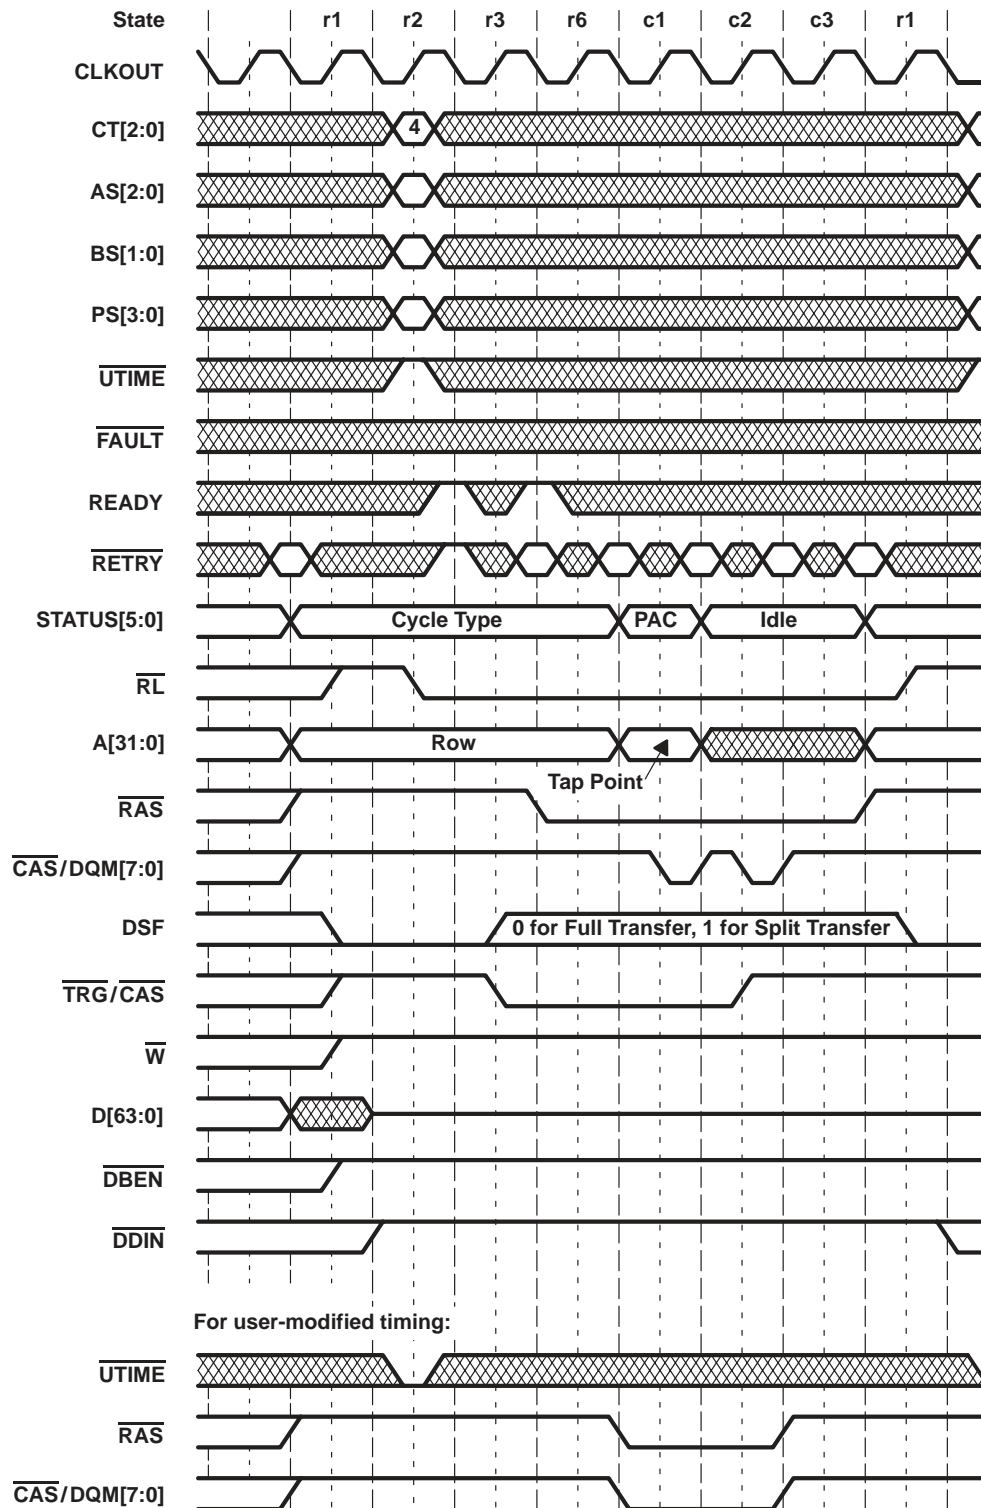 State r1 r2 r3 r6 c1 c2 c3 r1
CLKOUT
CT[2:0] 4
AS[2:0]
BS[1:0]
PS[3:0]
UTIME
FAULT
READY
RETRY
STATUS[5:0] Cycle Type PAC Idle
RL
A[31:0] Row
Tap Point
RAS
CAS/DQM[7:0]
DSF 0 for Full Transfer, 1 for Split Transfer
TRG/CAS
W
D[63:0]
DBEN
DDIN
For user-modified timing:
UTIME
RAS
CAS/DQM[7:0]